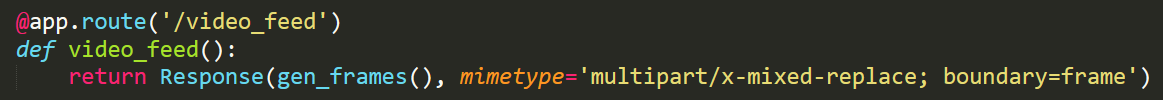 @app.route('/video_feed')
def video_feed():
    return Response(gen_frames(), mimetype='multipart/x-mixed-replace; boundary=frame')